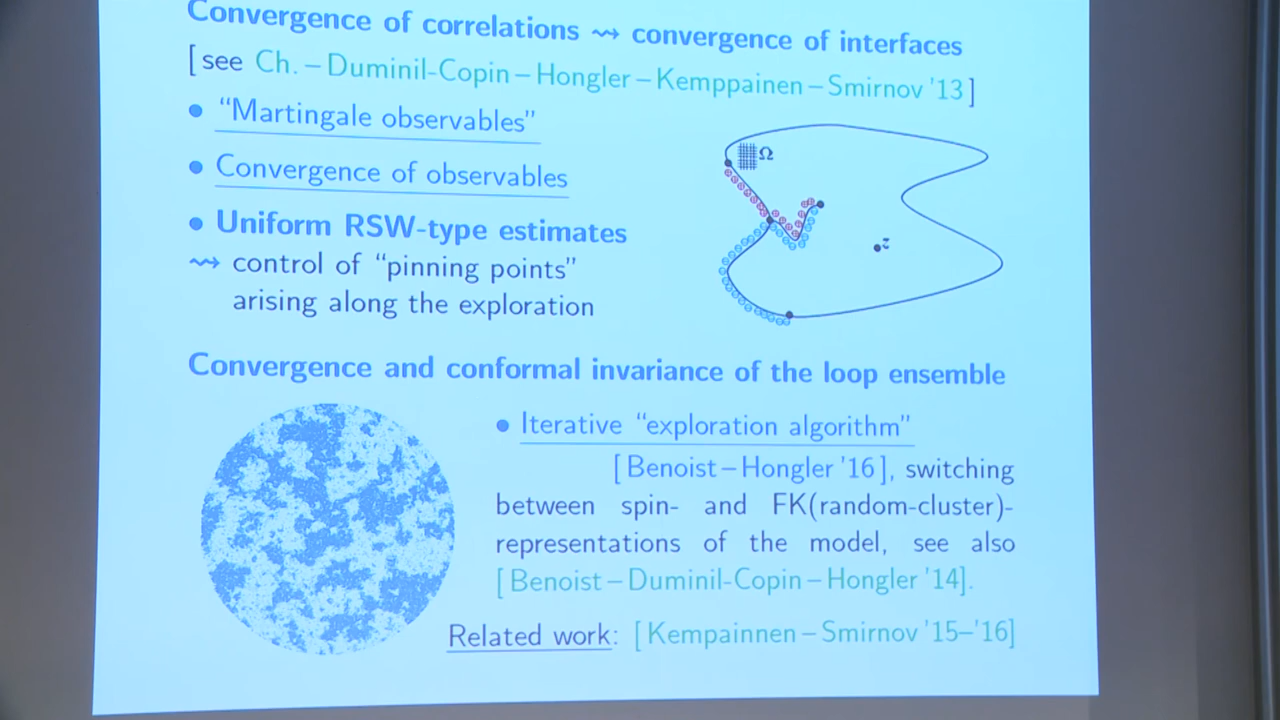 Convergence of correlations ⇝ convergence of interfaces
[see Ch. – Duminil-Copin – Hongler – Kemppainen – Smirnov '13]
• “Martingale observables”
• Convergence of observables
• Uniform RSW-type estimates
⇝ control of “pinning points”
arising along the exploration
Ω
z
Convergence and conformal invariance of the loop ensemble
• Iterative “exploration algorithm”
[Benoist – Hongler '16], switching
between spin- and FK(random-cluster)-
representations of the model, see also
[Benoist – Duminil-Copin – Hongler '14].
Related work: [Kempainnen – Smirnov '15–'16]